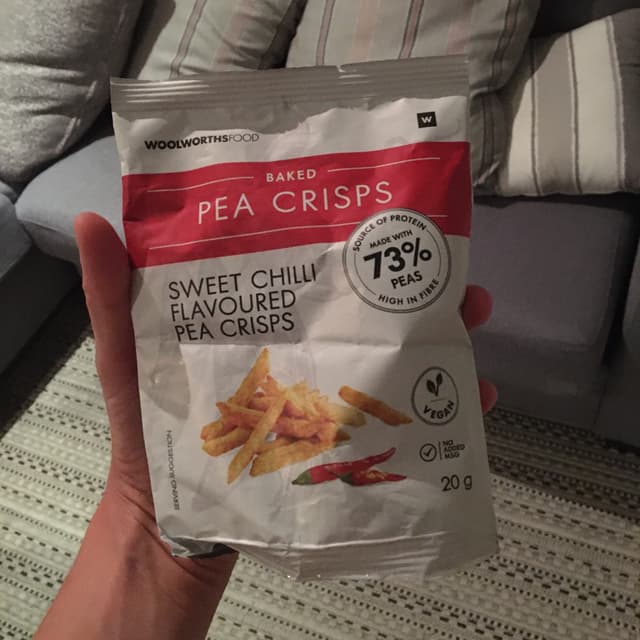 WOOLWORTHSFOOD
W
BAKED
PEA CRISPS
SOURCE OF PROTEIN
MADE WITH
73%
PEAS
HIGH IN FIBRE
SWEET CHILLI
FLAVOURED
PEA CRISPS
VEGAN
NO
ADDED
MSG
SERVING SUGGESTION
20 g